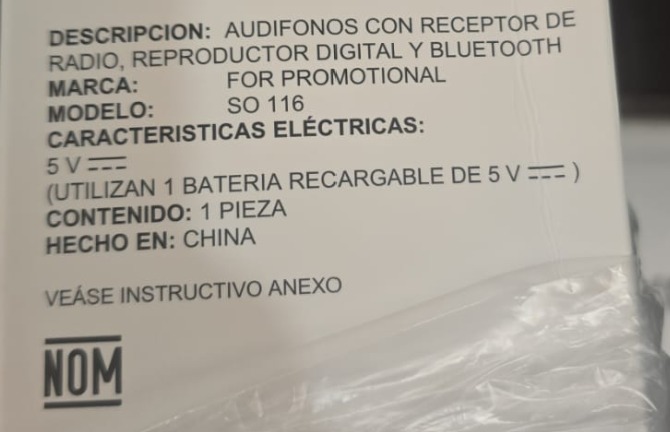 DESCRIPCION: AUDIFONOS CON RECEPTOR DE
RADIO, REPRODUCTOR DIGITAL Y BLUETOOTH
MARCA: FOR PROMOTIONAL
MODELO: SO 116
CARACTERISTICAS ELÉCTRICAS:
5 V ⎓
(UTILIZAN 1 BATERIA RECARGABLE DE 5 V ⎓ )
CONTENIDO: 1 PIEZA
HECHO EN: CHINA
VEÁSE INSTRUCTIVO ANEXO
NOM